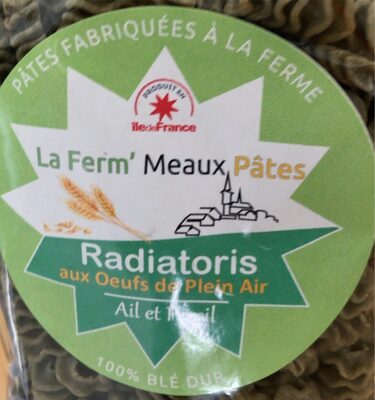 PÂTES FABRIQUÉES À LA FERME
PRODUIT EN
îledeFrance
La Ferm' Meaux Pâtes
Radiatoris
aux Oeufs de Plein Air
Ail et
100% BLÉ DUR